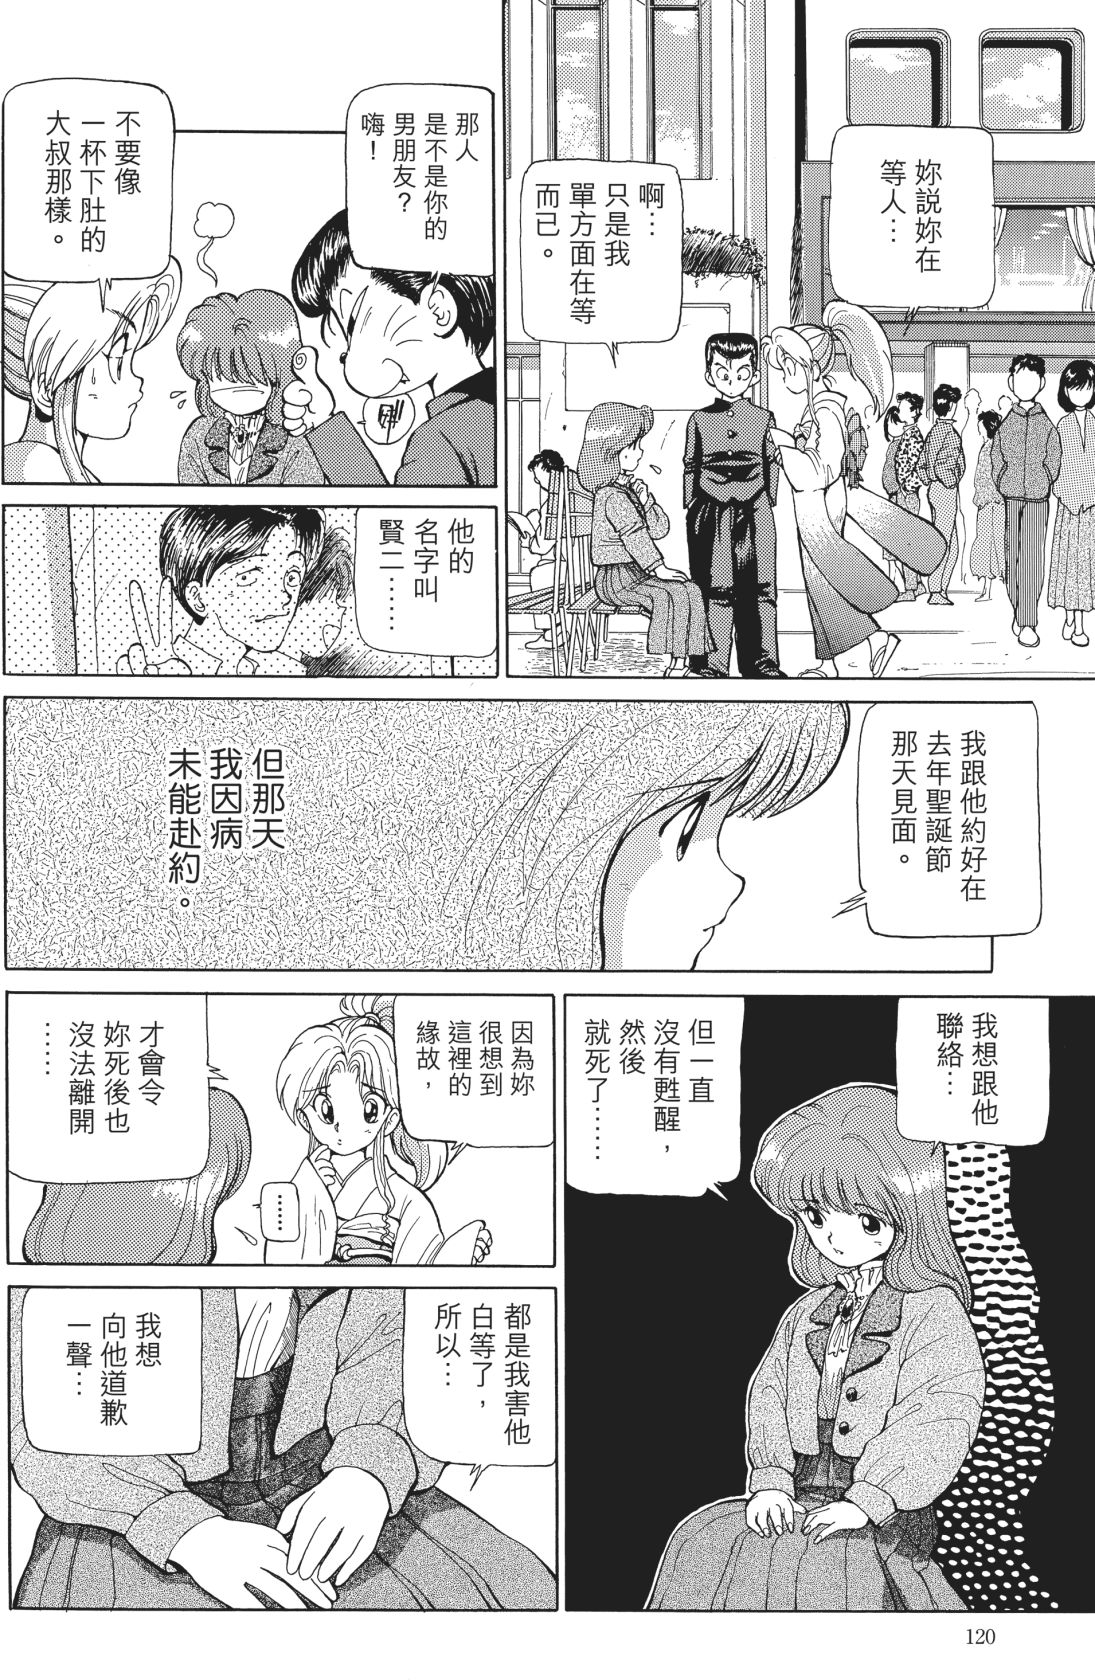 妳說妳在
等人…
啊…
只是我
單方面在等
而已。
那人
是不是你的
男朋友？
嗨！
不要像
一杯下肚的
大叔那樣。
他的
名字叫
賢二……
我跟他約好在
去年聖誕節
那天見面。
但那天
我因病
未能赴約。
我想跟他
聯絡…
但一直
沒有甦醒，
然後
就死了……
因為妳
很想到
這裡的
緣故，
……
才會令
妳死後也
沒法離開
……
都是我害他
白等了，
所以…
我想
向他道歉
一聲…
120